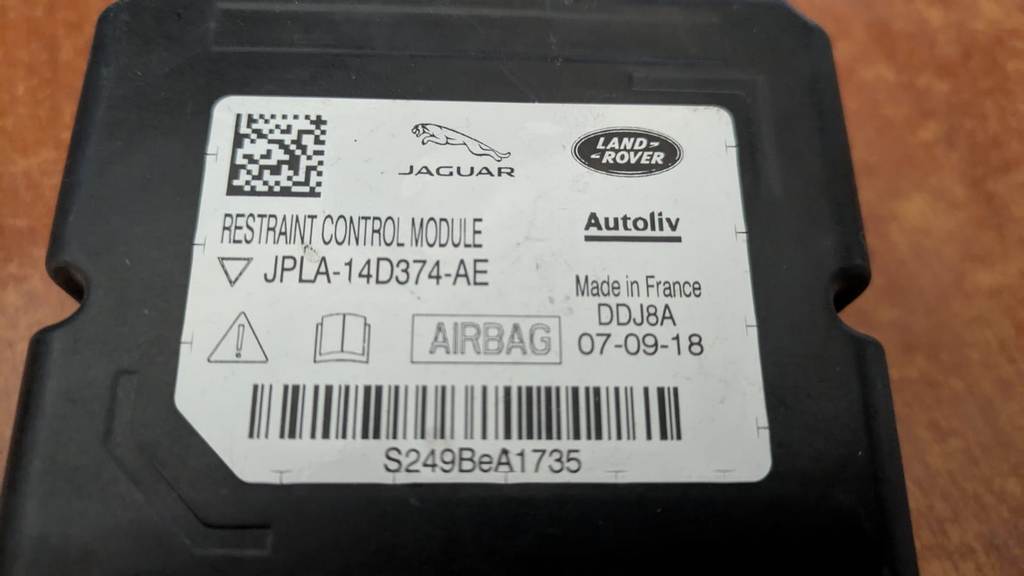 JAGUAR
LAND-
-ROVER
RESTRAINT CONTROL MODULE
Autoliv
JPLA-14D374-AE
Made in France
DDJ8A
AIRBAG
07-09-18
S249BeA1735